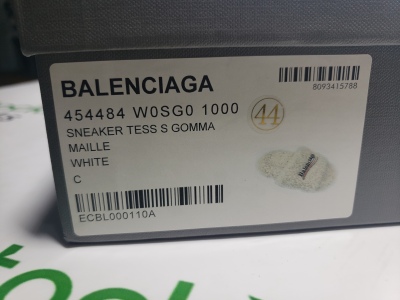 BALENCIAGA
8093415788
454484 W0SG0 1000
44
SNEAKER TESS S GOMMA
MAILLE
WHITE
C
ECBL000110A